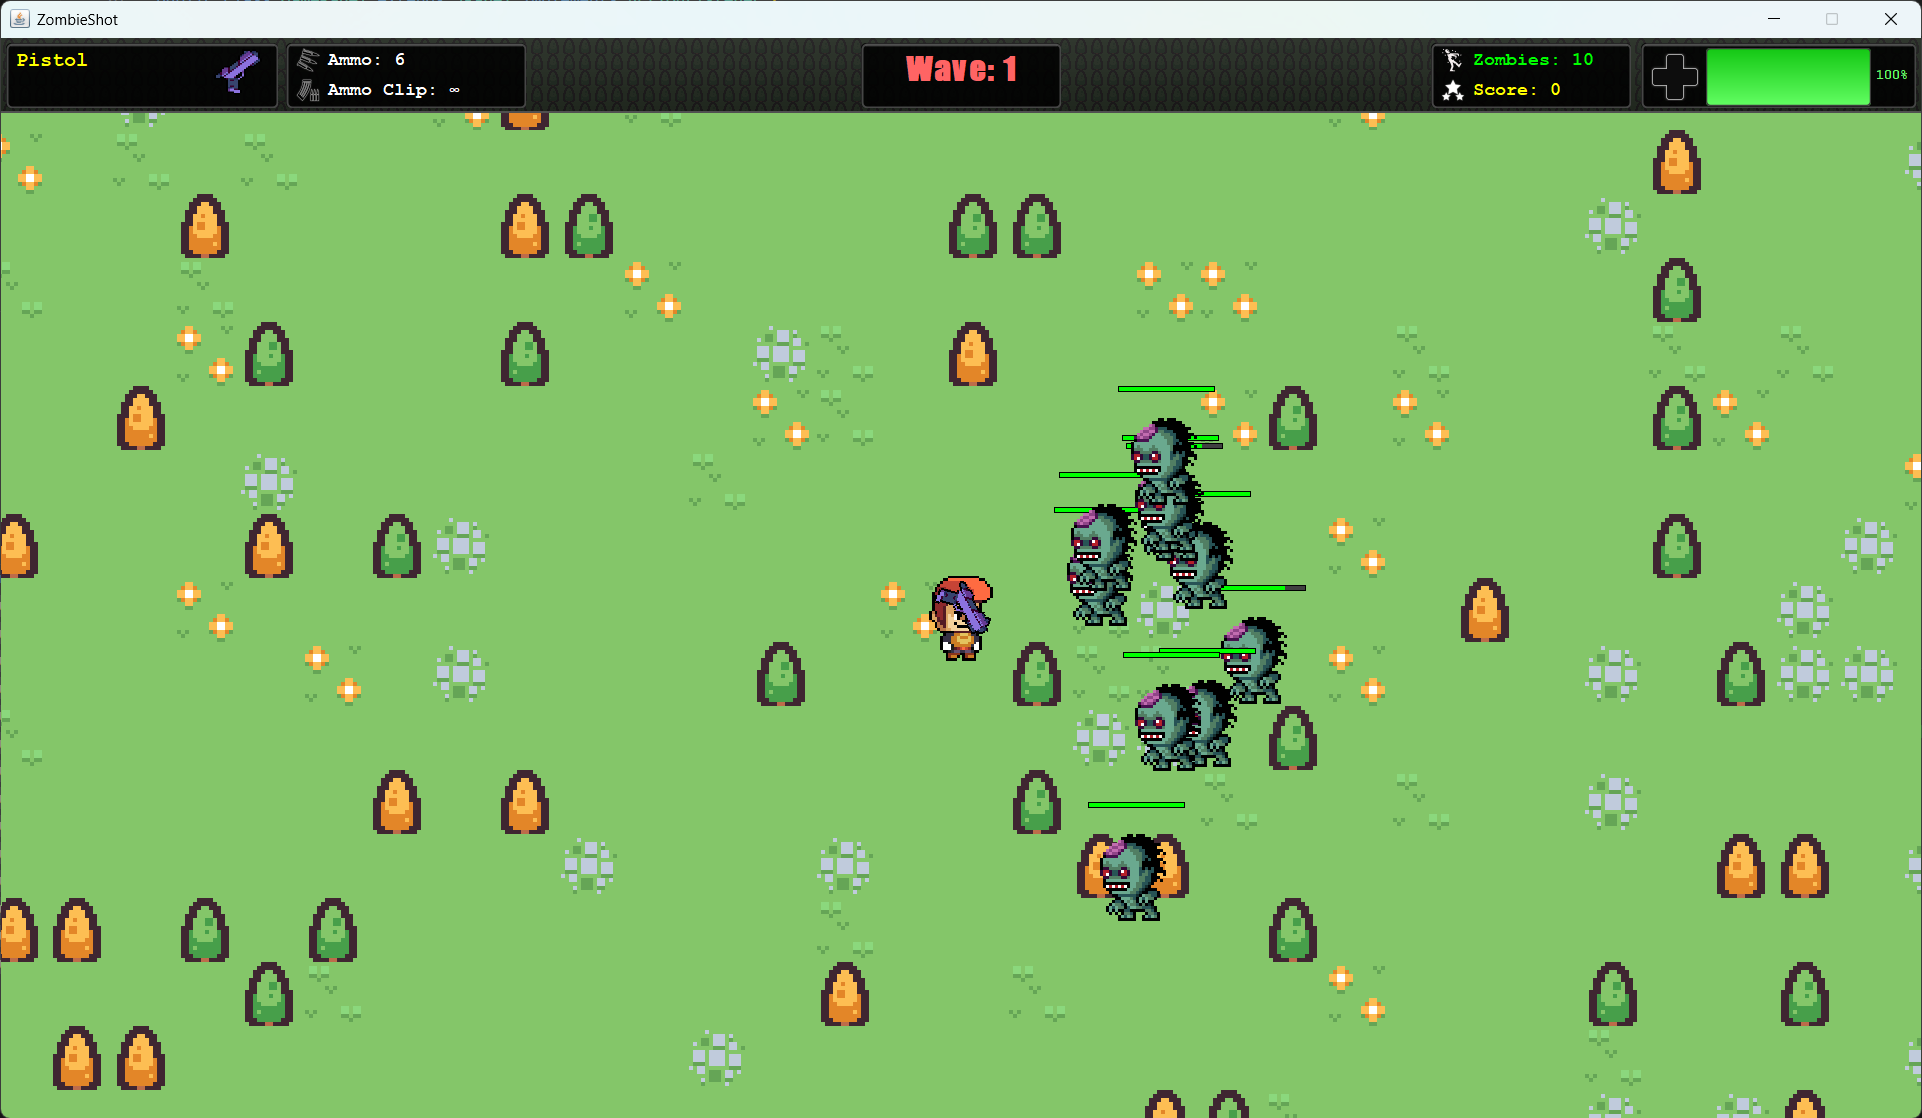 ZombieShot
Pistol
Ammo: 6
Ammo Clip: ∞
Wave: 1
Zombies: 10
Score: 0
100%